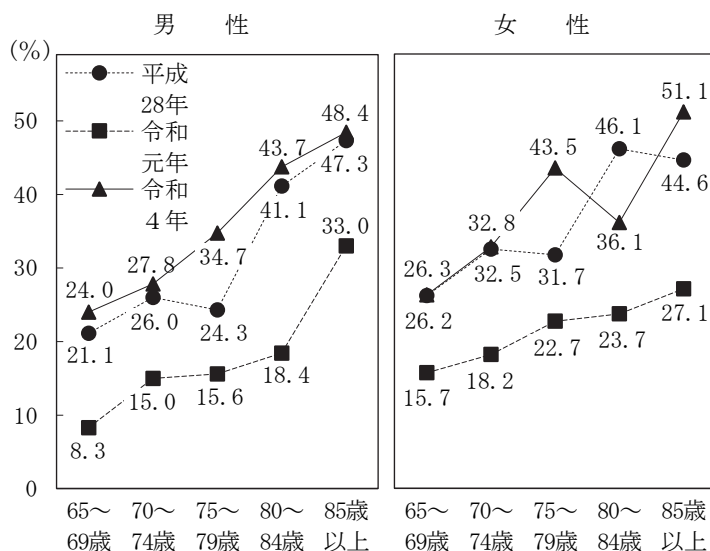 男 性
女 性
(%)
50
40
30
20
10
0
平成
28年
令和
元年
令和
4年
24.0
27.8
34.7
43.7
48.4
21.1
26.0
24.3
41.1
47.3
8.3
15.0
15.6
18.4
33.0
65～
69歳
70～
74歳
75～
79歳
80～
84歳
85歳
以上
26.3
32.8
43.5
46.1
51.1
26.2
32.5
31.7
36.1
44.6
15.7
18.2
22.7
23.7
27.1
65～
69歳
70～
74歳
75～
79歳
80～
84歳
85歳
以上